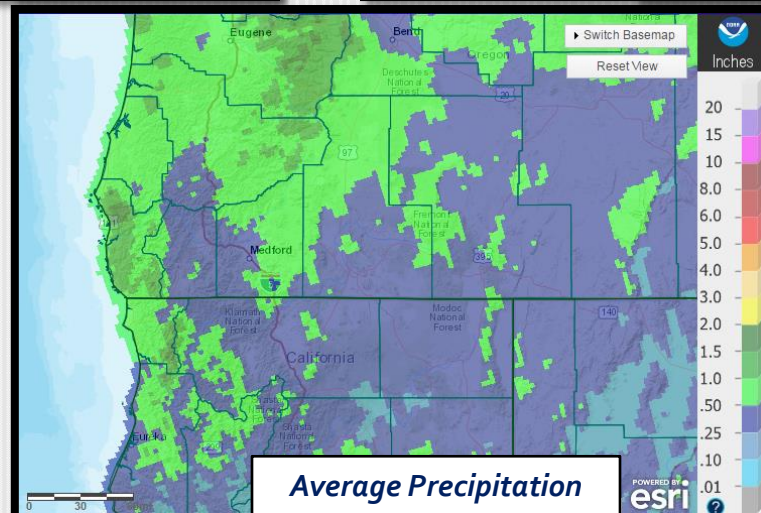 Eugene
Bend
National
Oregon
Switch Basemap
Reset View
NOAA
Inches
Deschutes
National
Forest
20
97
20
15
10
8.0
6.0
5.0
4.0
3.0
2.0
1.5
1.0
.50
.25
.10
.01
Fremont
National
Forest
395
Medford
5
Klamath
National
Forest
Modoc
National
Forest
140
California
Shasta
National
Forest
Eureka
Average Precipitation
POWERED BY
esri
0 30
?